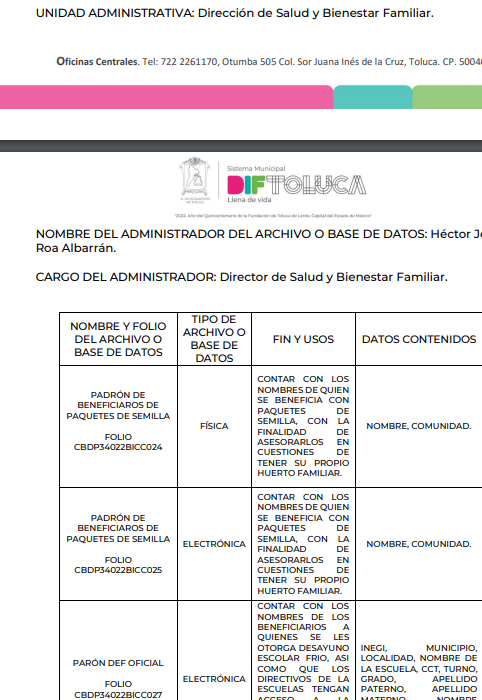 UNIDAD ADMINISTRATIVA: Dirección de Salud y Bienestar Familiar.
Oficinas Centrales. Tel: 722 2261170, Otumba 505 Col. Sor Juana Inés de la Cruz, Toluca. CP. 5004
Sistema Municipal
DIFTOLUCA
Llena de vida
"2022. Año del Quincentenario de la Fundación de Toluca de Lerdo, Capital del Estado de México"
NOMBRE DEL ADMINISTRADOR DEL ARCHIVO O BASE DE DATOS: Héctor
Roa Albarrán.
CARGO DEL ADMINISTRADOR: Director de Salud y Bienestar Familiar.
NOMBRE Y FOLIO
DEL ARCHIVO O
BASE DE DATOS
TIPO DE
ARCHIVO O
BASE DE
DATOS
FIN Y USOS
DATOS CONTENIDOS
PADRÓN DE
BENEFICIAROS DE
PAQUETES DE SEMILLA
FOLIO
CBDP34022BICC024
FÍSICA
CONTAR CON LOS
NOMBRES DE QUIEN
SE BENEFICIA CON
PAQUETES DE
SEMILLA, CON LA
FINALIDAD DE
ASESORARLOS EN
CUESTIONES DE
TENER SU PROPIO
HUERTO FAMILIAR.
NOMBRE, COMUNIDAD.
PADRÓN DE
BENEFICIAROS DE
PAQUETES DE SEMILLA
FOLIO
CBDP34022BICC025
ELECTRÓNICA
CONTAR CON LOS
NOMBRES DE QUIEN
SE BENEFICIA CON
PAQUETES DE
SEMILLA, CON LA
FINALIDAD DE
ASESORARLOS EN
CUESTIONES DE
TENER SU PROPIO
HUERTO FAMILIAR.
NOMBRE, COMUNIDAD.
PARÓN DEF OFICIAL
FOLIO
CBDP34022BICC027
ELECTRÓNICA
CONTAR CON LOS
NOMBRES DE LOS
BENEFICIARIOS A
QUIENES SE LES
OTORGA DESAYUNO
ESCOLAR FRIO, ASI
COMO QUE LOS
DIRECTIVOS DE LA
ESCUELAS TENGAN
ACCESO A LA
INEGI, MUNICIPIO,
LOCALIDAD, NOMBRE DE
LA ESCUELA, CCT, TURNO,
GRADO, APELLIDO
PATERNO, APELLIDO
MATERNO, NOMBRE